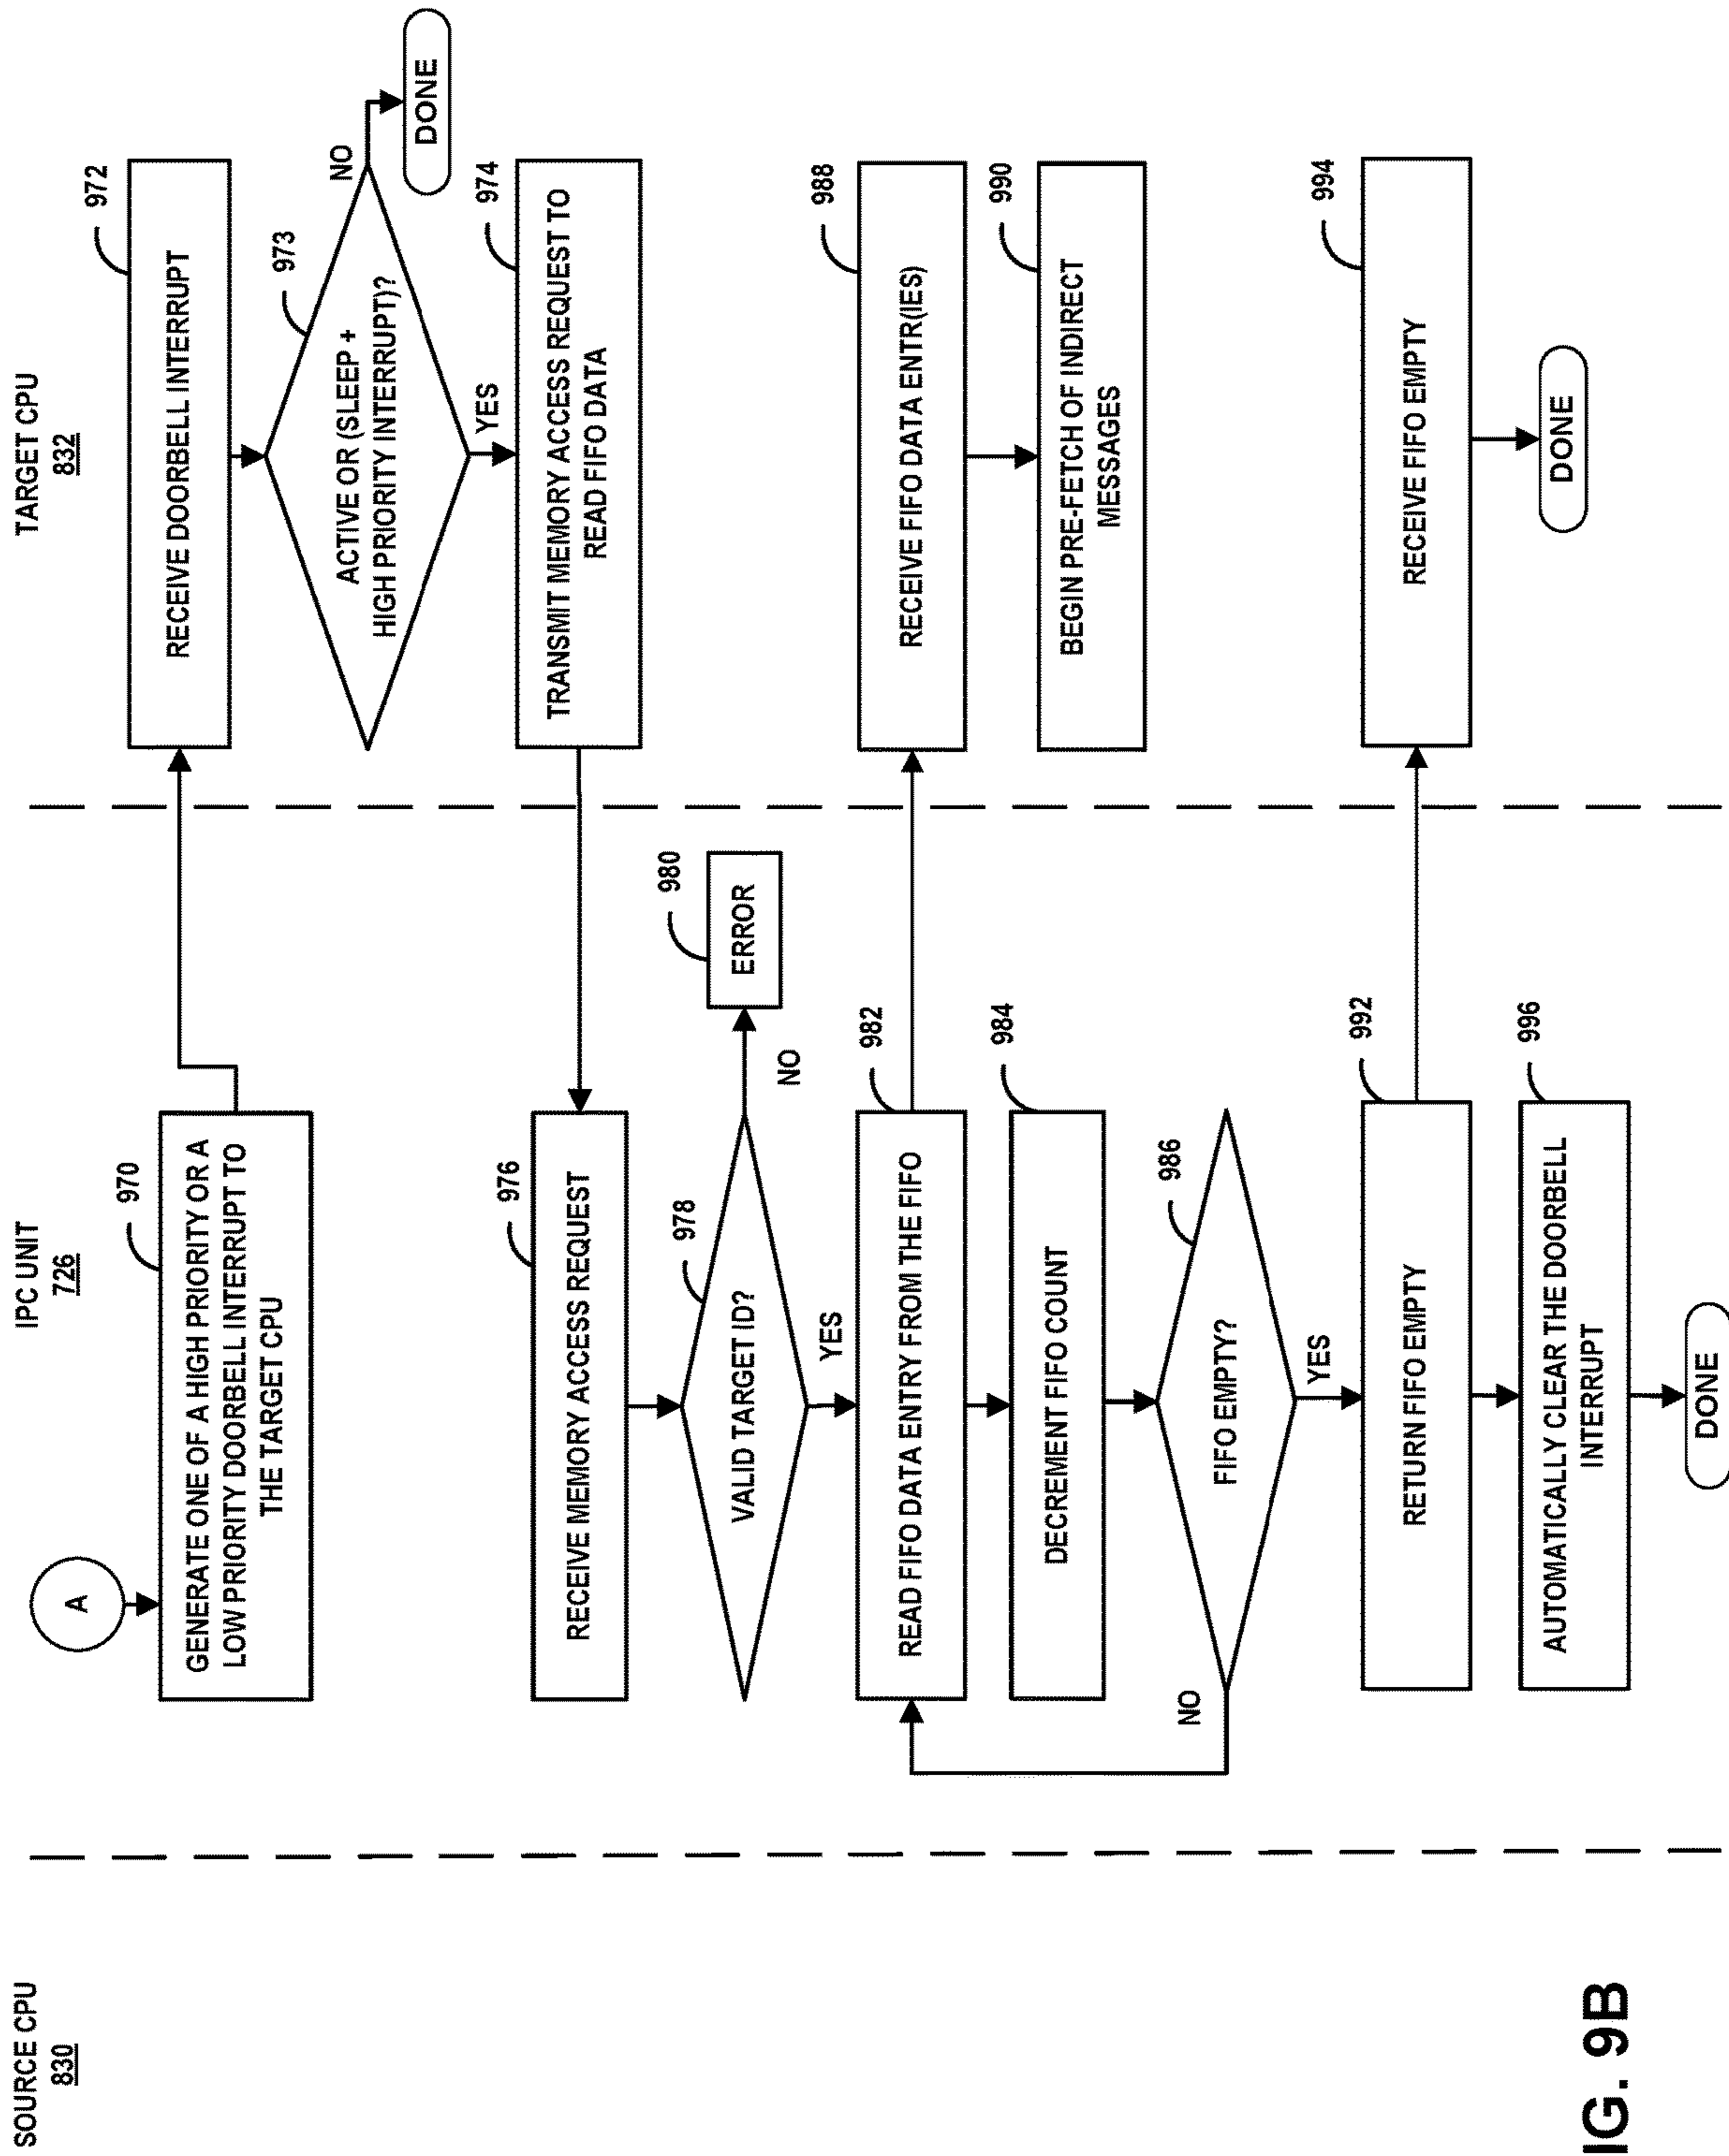 SOURCE CPU
830
IPC UNIT
726
TARGET CPU
832
A
970
GENERATE ONE OF A HIGH PRIORITY OR A
LOW PRIORITY DOORBELL INTERRUPT TO
THE TARGET CPU
972
RECEIVE DOORBELL INTERRUPT
973
ACTIVE OR (SLEEP +
HIGH PRIORITY INTERRUPT)?
NO
DONE
YES
974
TRANSMIT MEMORY ACCESS REQUEST TO
READ FIFO DATA
976
RECEIVE MEMORY ACCESS REQUEST
978
VALID TARGET ID?
NO
980
ERROR
YES
982
READ FIFO DATA ENTRY FROM THE FIFO
984
DECREMENT FIFO COUNT
986
FIFO EMPTY?
NO
YES
988
RECEIVE FIFO DATA ENTR(IES)
990
BEGIN PRE-FETCH OF INDIRECT
MESSAGES
992
RETURN FIFO EMPTY
994
RECEIVE FIFO EMPTY
DONE
996
AUTOMATICALLY CLEAR THE DOORBELL
INTERRUPT
DONE
IG. 9B